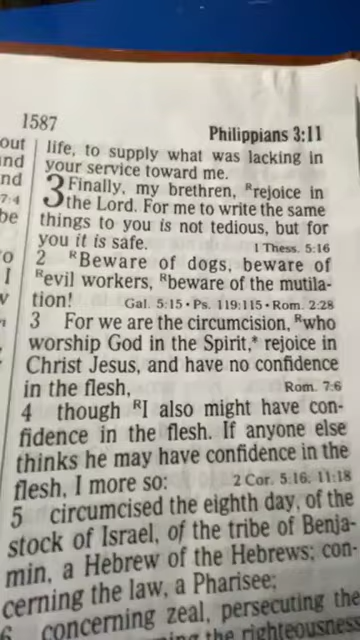 1587
Philippians 3:11
out
and
nd
7:4
be
o
I
life, to supply what was lacking in
your service toward me.
3 Finally, my brethren, ᴿrejoice in
the Lord. For me to write the same
things to you is not tedious, but for
you it is safe. 1 Thess. 5:16
2 ᴿBeware of dogs, beware of
ᴿevil workers, ᴿbeware of the mutila-
tion! Gal. 5:15 • Ps. 119:115 • Rom. 2:28
3 For we are the circumcision, ᴿwho
worship God in the Spirit,* rejoice in
Christ Jesus, and have no confidence
in the flesh, Rom. 7:6
4 though ᴿI also might have con-
fidence in the flesh. If anyone else
thinks he may have confidence in the
flesh, I more so: 2 Cor. 5:16; 11:18
5 circumcised the eighth day, of the
stock of Israel, of the tribe of Benja-
min, a Hebrew of the Hebrews; con-
cerning the law, a Pharisee;
6 concerning zeal, persecuting the
the righteousness